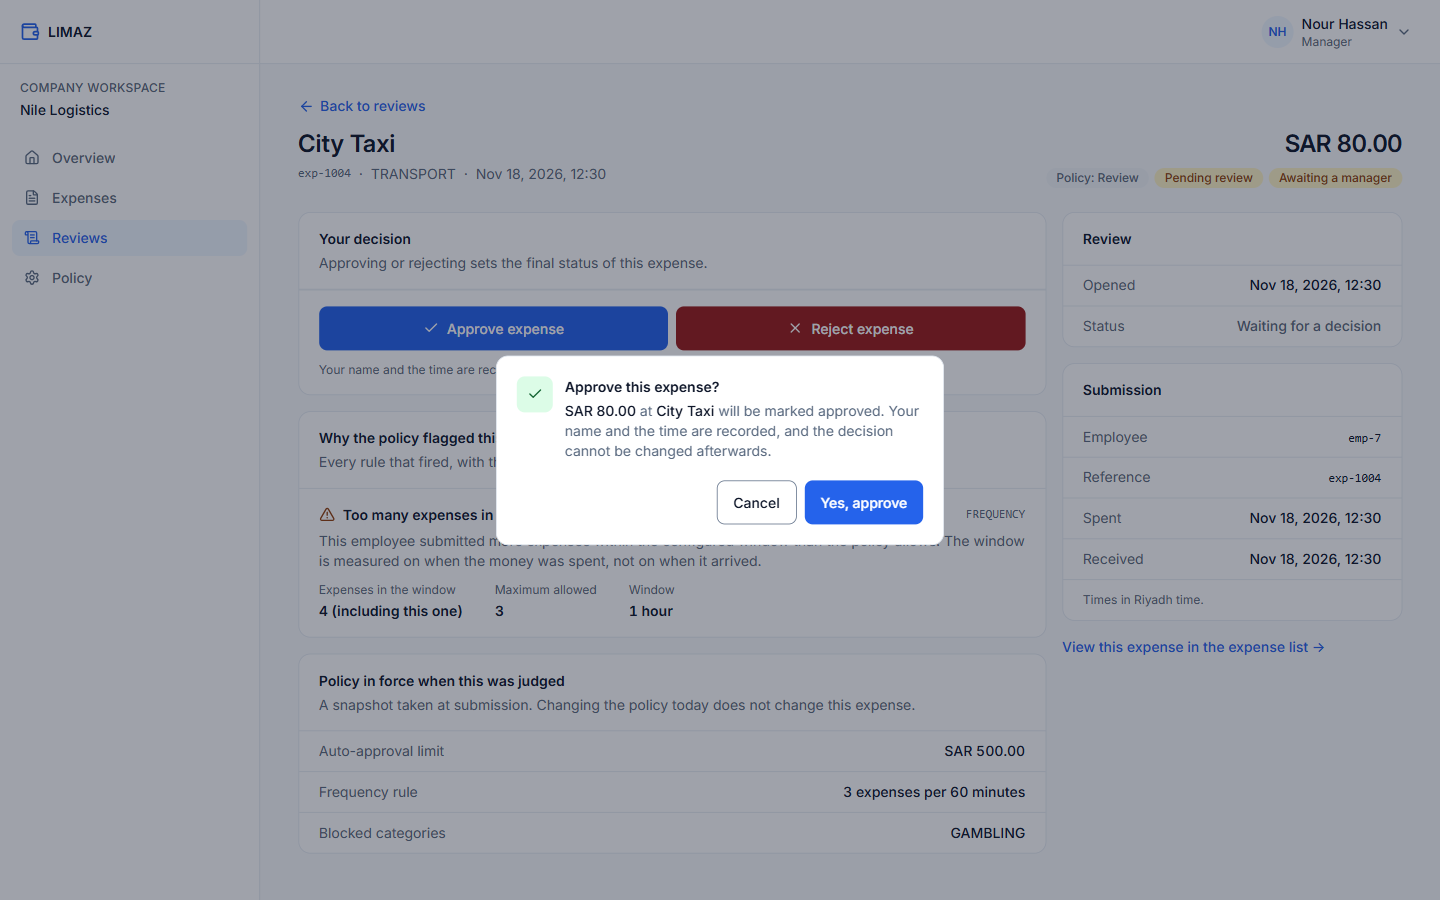 LIMAZ
NH
Nour Hassan
Manager
COMPANY WORKSPACE
Nile Logistics
Overview
Expenses
Reviews
Policy
← Back to reviews
City Taxi
SAR 80.00
exp-1004 · TRANSPORT · Nov 18, 2026, 12:30
Policy: Review
Pending review
Awaiting a manager
Your decision
Approving or rejecting sets the final status of this expense.
Approve expense
Reject expense
Your name and the time are rec
Approve this expense?
SAR 80.00 at City Taxi will be marked approved. Your
name and the time are recorded, and the decision
cannot be changed afterwards.
Cancel
Yes, approve
Why the policy flagged thi
Every rule that fired, with th
Too many expenses in
FREQUENCY
This employee submitted
The window
is measured on when the money was spent, not on when it arrived.
Expenses in the window
Maximum allowed
Window
4 (including this one)
3
1 hour
Policy in force when this was judged
A snapshot taken at submission. Changing the policy today does not change this expense.
Auto-approval limit
SAR 500.00
Frequency rule
3 expenses per 60 minutes
Blocked categories
GAMBLING
Review
Opened
Nov 18, 2026, 12:30
Status
Waiting for a decision
Submission
Employee
emp-7
Reference
exp-1004
Spent
Nov 18, 2026, 12:30
Received
Nov 18, 2026, 12:30
Times in Riyadh time.
View this expense in the expense list →